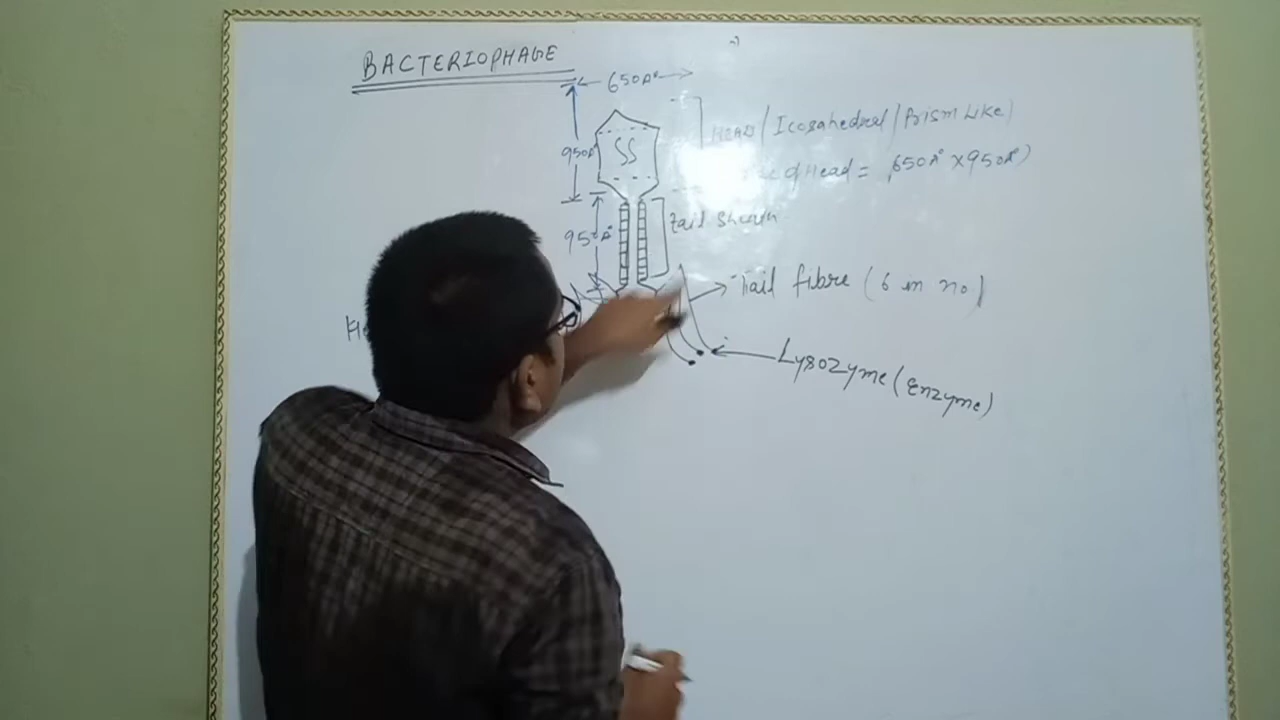 BACTERIOPHAGE
650A°
HEAD/Icosahedral/Prism Like)
950A°
SS
of Head = 650A° X 950A°)
950A°
tail Sheath
Tail fibre (6 in no)
Lysozyme (Enzyme)